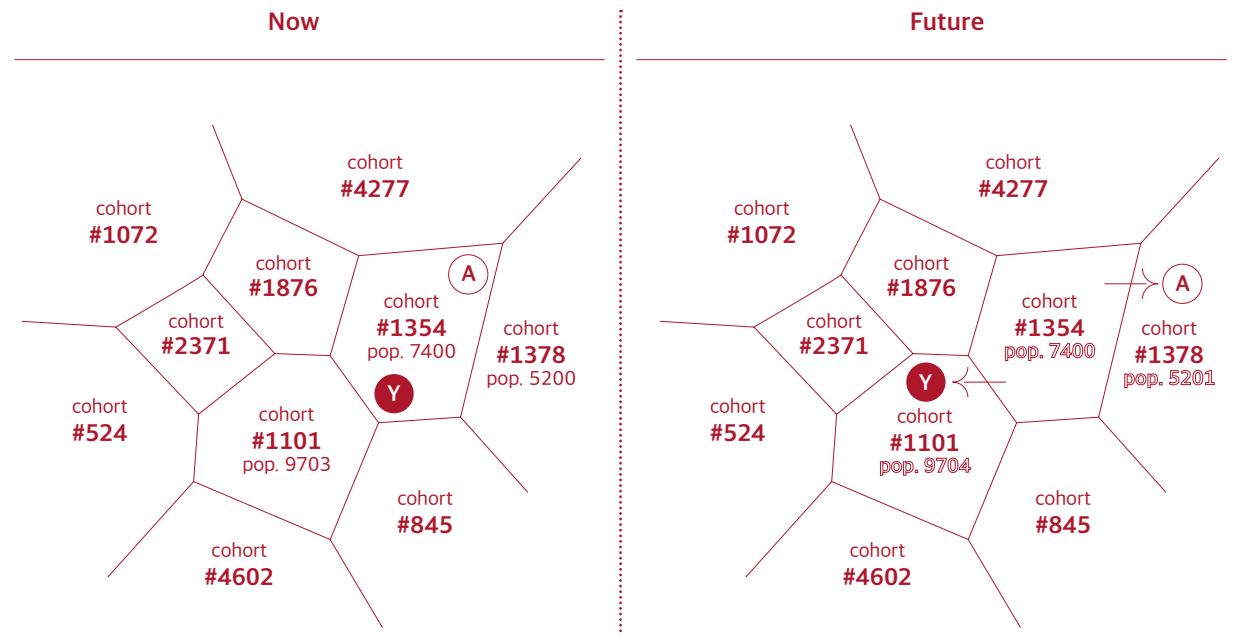 Now
cohort
#4277
cohort
#1072
cohort
#1876
A
cohort
#1354
pop. 7400
cohort
#2371
cohort
#1378
pop. 5200
Y
cohort
#524
cohort
#1101
pop. 9703
cohort
#845
cohort
#4602
Future
cohort
#4277
cohort
#1072
cohort
#1876
A
cohort
#1354
pop. 7400
cohort
#2371
cohort
#1378
pop. 5201
Y
cohort
#524
cohort
#1101
pop. 9704
cohort
#845
cohort
#4602